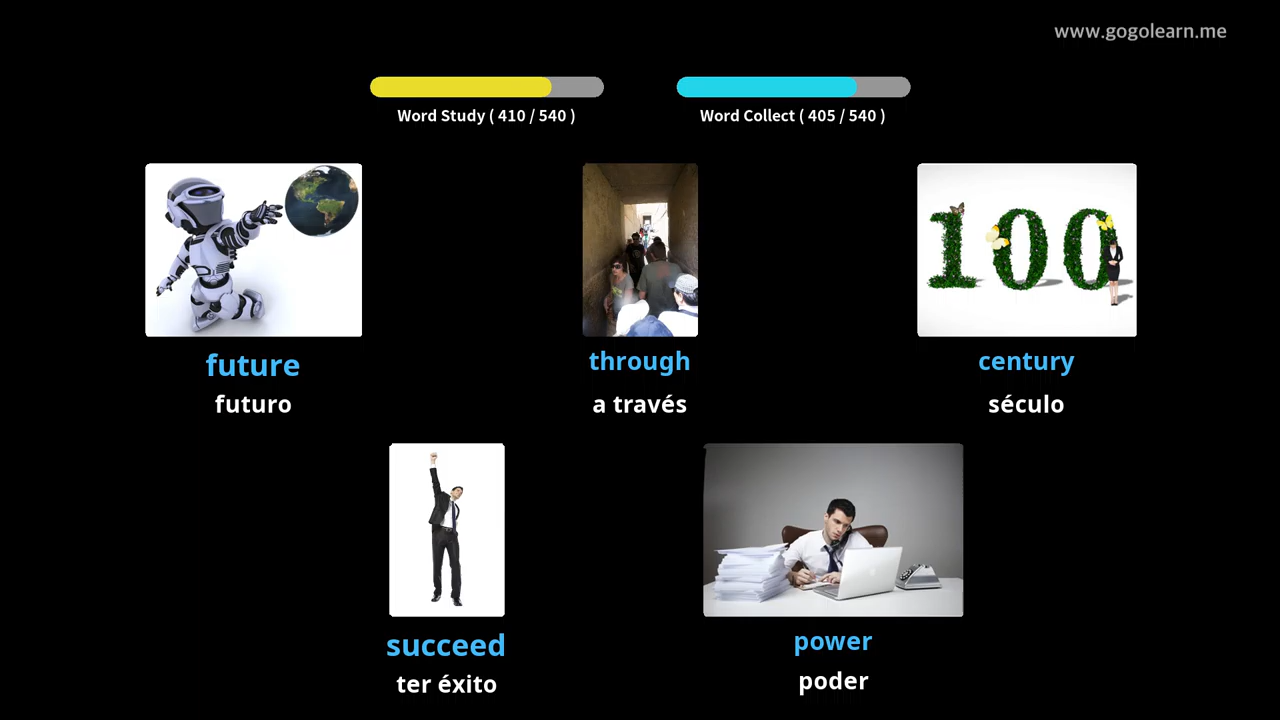 www.gogolearn.me
Word Study ( 410 / 540 )
Word Collect ( 405 / 540 )
future
futuro
through
a través
century
século
succeed
ter éxito
power
poder